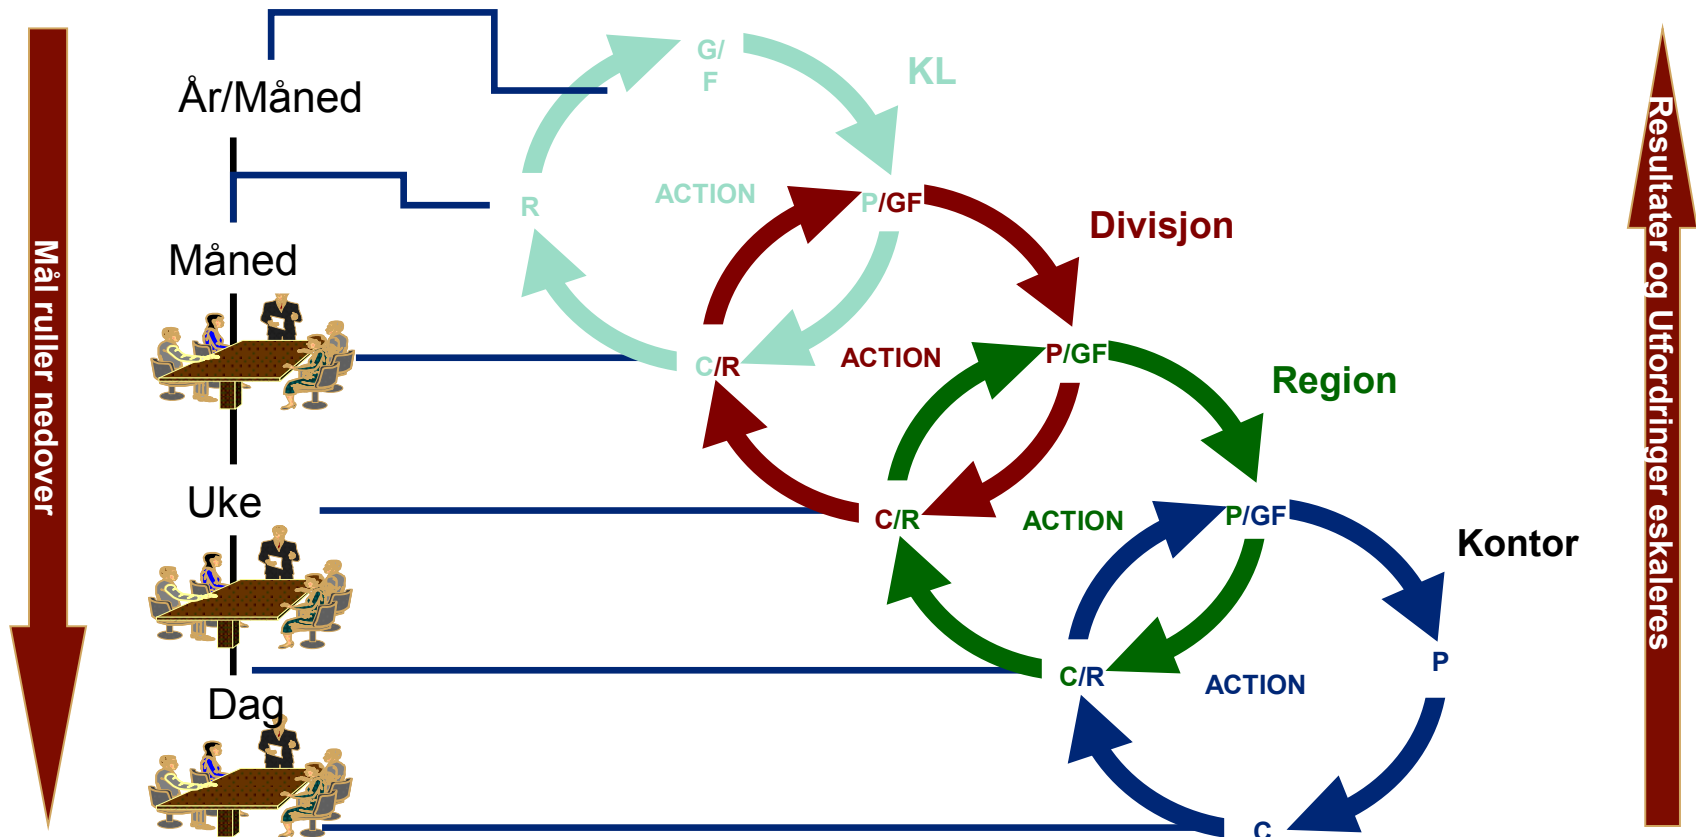 Mål ruller nedover
År/Måned
Måned
Uke
Dag
G/
F
KL
R
ACTION
P/GF
Divisjon
C/R
ACTION
P/GF
Region
C/R
ACTION
P/GF
Kontor
C/R
ACTION
P
C
Resultater og Utfordringer eskaleres